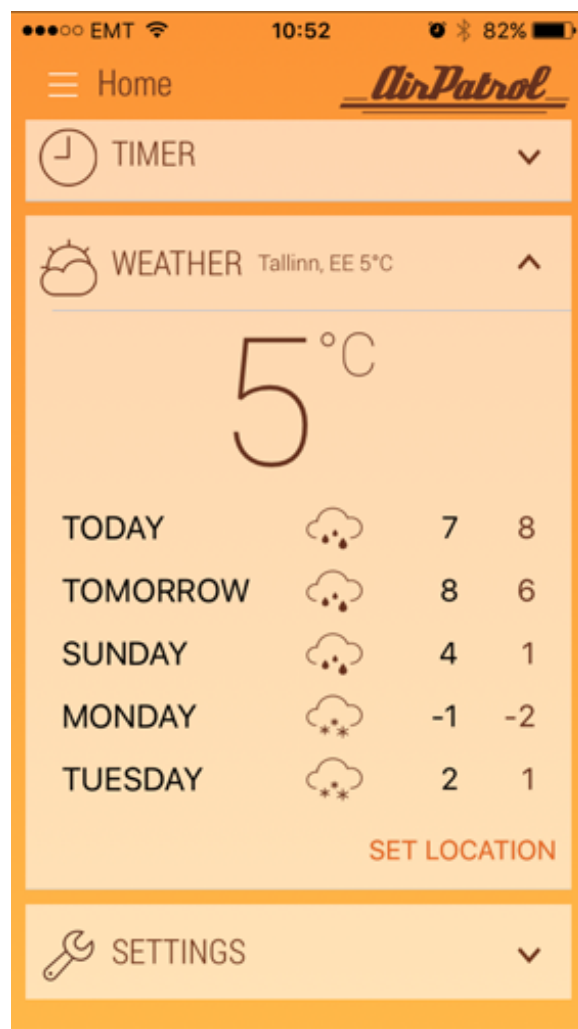 EMT 10:52 82%
Home AirPatrol
TIMER
WEATHER Tallinn, EE 5°C
5°C
TODAY 7 8
TOMORROW 8 6
SUNDAY 4 1
MONDAY -1 -2
TUESDAY 2 1
SET LOCATION
SETTINGS